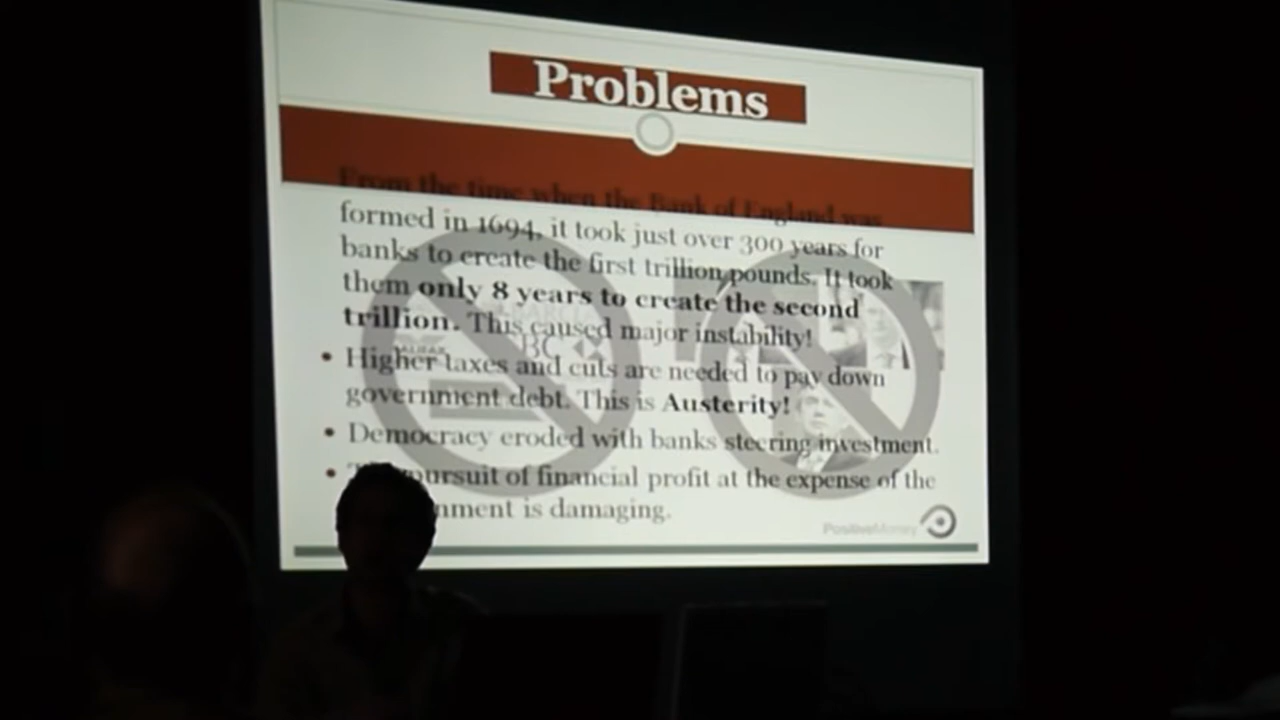 Problems
From the time when the Bank of England was
formed in 1694, it took just over 300 years for
banks to create the first trillion pounds. It took
them only 8 years to create the second
trillion. This caused major instability!
• Higher taxes and cuts are needed to pay down
government debt. This is Austerity!
• Democracy eroded with banks steering investment.
• pursuit of financial profit at the expense of the
nment is damaging.
PositiveMoney